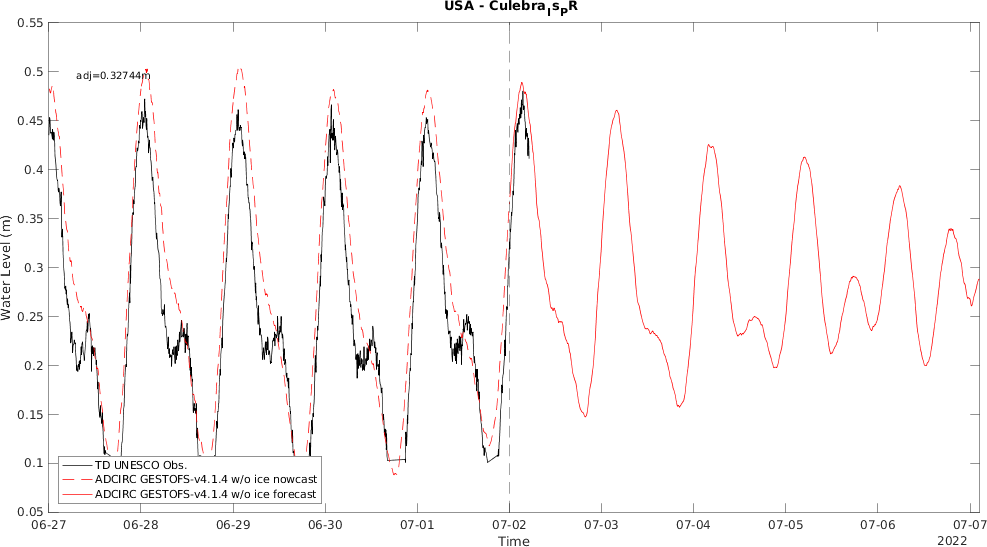 USA - Culebra_Is_PR
0.55
0.5
0.45
0.4
0.35
0.3
0.25
0.2
0.15
0.1
0.05
Water Level (m)
adj=0.32744m
TD UNESCO Obs.
ADCIRC GESTOFS-v4.1.4 w/o ice nowcast
ADCIRC GESTOFS-v4.1.4 w/o ice forecast
06-27 06-28 06-29 06-30 07-01 07-02 07-03 07-04 07-05 07-06 07-07
Time
2022